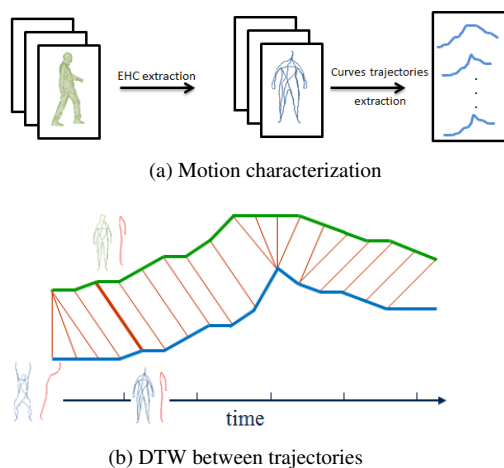 EHC extraction
Curves trajectories
extraction
(a) Motion characterization
time
(b) DTW between trajectories